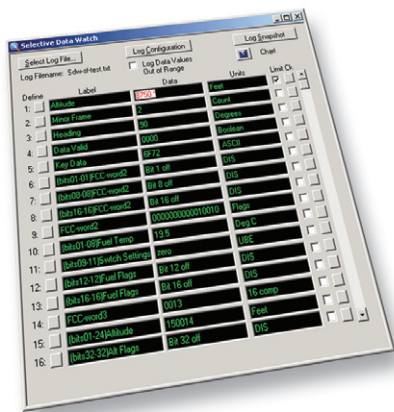 Selective Data Watch
Select Log File... Log Configuration Log Snapshot
Log Filename: Sdw-sl-test.txt Log Data Values Out of Range Chart
Define Label Data Units Limit Ch.
1: Altitude 8750 Feet
2: Minor Frame 2 Count
3: Heading 90 Degrees
4: Data Valid 0000 Boolean
5: Key Data 6F72 ASCII
6: (bits01-01)FCC-word2 Bit 1 off DIS
7: (bits08-08)FCC-word2 Bit 8 off DIS
8: (bits16-16)FCC-word2 Bit 16 off DIS
9: FCC-word2 0000000000010010 Flags
10: (bits01-08)Fuel Temp 19.5 Deg C
11: (bits09-11)Switch Settings zero UBE
12: (bits12-12)Fuel Flags Bit 12 off DIS
13: (bits16-16)Fuel Flags Bit 16 off DIS
14: FCC-word3 0013 16 comp
15: (bits01-24)Altitude 150014 Feet
16: (bits32-32)Alt Flags Bit 32 off DIS